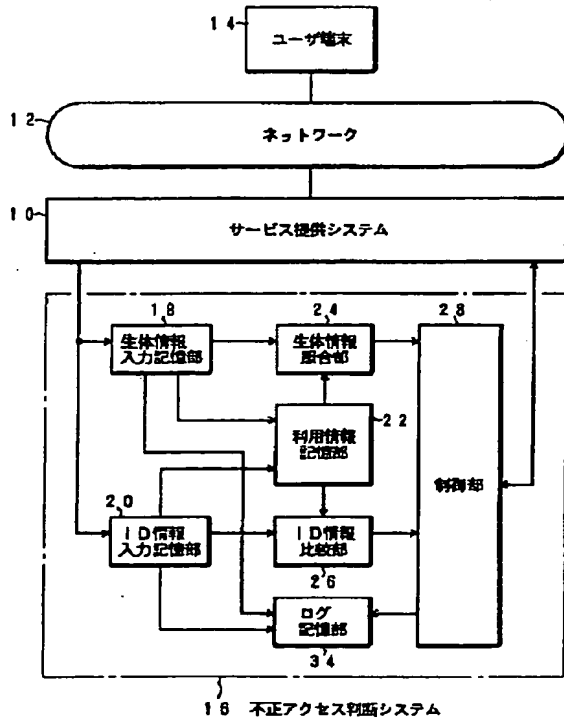 14
ユーザ端末
12
ネットワーク
10
サービス提供システム
18
生体情報
入力記憶部
24
生体情報
照合部
28
制御部
利用情報
記憶部
22
20
ID情報
入力記憶部
ID情報
比較部
26
ログ
記憶部
34
16 不正アクセス判断システム